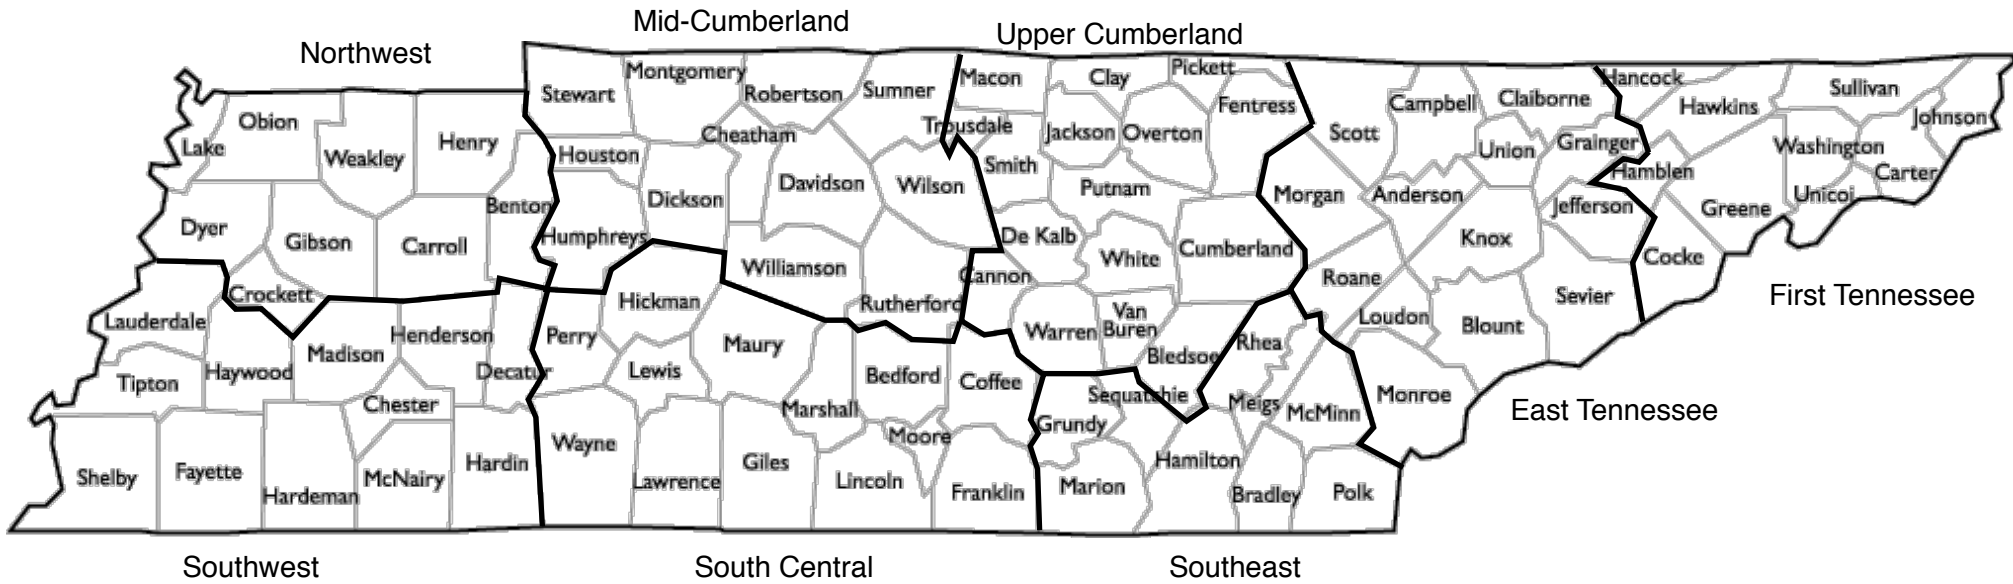 Mid-Cumberland
Upper Cumberland
Northwest
Stewart
Montgomery
Robertson
Sumner
Macon
Clay
Pickett
Fentress
Scott
Campbell
Claiborne
Hancock
Hawkins
Sullivan
Johnson
Lake
Obion
Weakley
Henry
Houston
Cheatham
Trousdale
Jackson
Overton
Union
Grainger
Hamblen
Washington
Carter
Unicoi
Greene
Dyer
Gibson
Carroll
Benton
Humphreys
Dickson
Davidson
Wilson
Smith
Putnam
Morgan
Anderson
Jefferson
Knox
Cocke
De Kalb
White
Cumberland
Roane
Crockett
Williamson
Rutherford
Cannon
Van
Buren
Warren
Loudon
Blount
Sevier
First Tennessee
Lauderdale
Haywood
Madison
Henderson
Decatur
Perry
Hickman
Lewis
Maury
Bedford
Coffee
Bledsoe
Rhea
Sequatchie
Meigs
McMinn
Monroe
East Tennessee
Tipton
Chester
Marshall
Moore
Grundy
Shelby
Fayette
Hardeman
McNairy
Hardin
Wayne
Lawrence
Giles
Lincoln
Franklin
Marion
Hamilton
Bradley
Polk
Southwest
South Central
Southeast